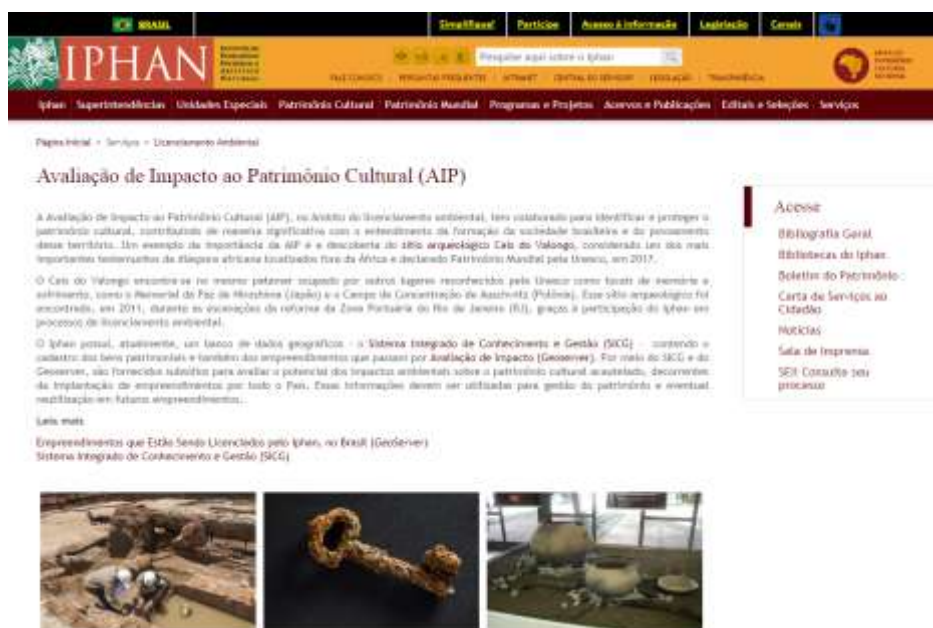 BRASIL
Simplifique!
Participe
Acesso à informação
Legislação
Canais
IPHAN
Pesquise aqui sobre o Iphan
FALE CONOSCO
PERGUNTAS FREQUENTES
INTRANET
CENTRAL DE SERVIÇOS
LEGISLAÇÃO
TRANSPARÊNCIA
Iphan Superintendências Unidades Especiais Patrimônio Cultural Patrimônio Mundial Programas e Projetos Acervos e Publicações Editais e Seleções Serviços
Página Inicial > Serviços > Licenciamento Ambiental
Avaliação de Impacto ao Patrimônio Cultural (AIP)
A Avaliação de Impacto ao Patrimônio Cultural (AIP), no âmbito do licenciamento ambiental, tem colaborado para identificar e proteger o
patrimônio cultural, contribuindo de maneira significativa com o entendimento da formação da sociedade brasileira e do povoamento
desse território. Um exemplo da importância da AIP é a descoberta do sítio arqueológico Cais do Valongo, considerado um dos mais
importantes testemunhos da diáspora africana localizados fora da África e declarado Patrimônio Mundial pela Unesco, em 2017.
O Cais do Valongo encontra-se no mesmo patamar ocupado por outros lugares reconhecidos pela Unesco como locais de memória e
sofrimento, como o Memorial da Paz de Hiroshima (Japão) e o Campo de Concentração de Auschwitz (Polônia). Esse sítio arqueológico foi
encontrado, em 2011, durante as escavações da reforma da Zona Portuária do Rio de Janeiro (RJ), graças à participação do Iphan em
processos de licenciamento ambiental.
O Iphan possui, atualmente, um banco de dados geográficos - o Sistema Integrado de Conhecimento e Gestão (SICG) - contendo o
cadastro dos bens patrimoniais e também dos empreendimentos que passam por Avaliação de Impacto (Geoserver). Por meio do SICG e do
Geoserver, são fornecidos subsídios para avaliar o potencial dos impactos ambientais sobre o patrimônio cultural acautelado, decorrentes
da implantação de empreendimentos por todo o País. Essas informações devem ser utilizadas para gestão do patrimônio e eventual
reutilização em futuros empreendimentos.
Leia mais
Empreendimentos que Estão Sendo Licenciados pelo Iphan, no Brasil (GeoServer)
Sistema Integrado de Conhecimento e Gestão (SICG)
Acesse
Bibliografia Geral
Bibliotecas do Iphan
Boletim do Patrimônio
Carta de Serviços ao
Cidadão
Notícias
Sala de Imprensa
SEI! Consulte seu
processo